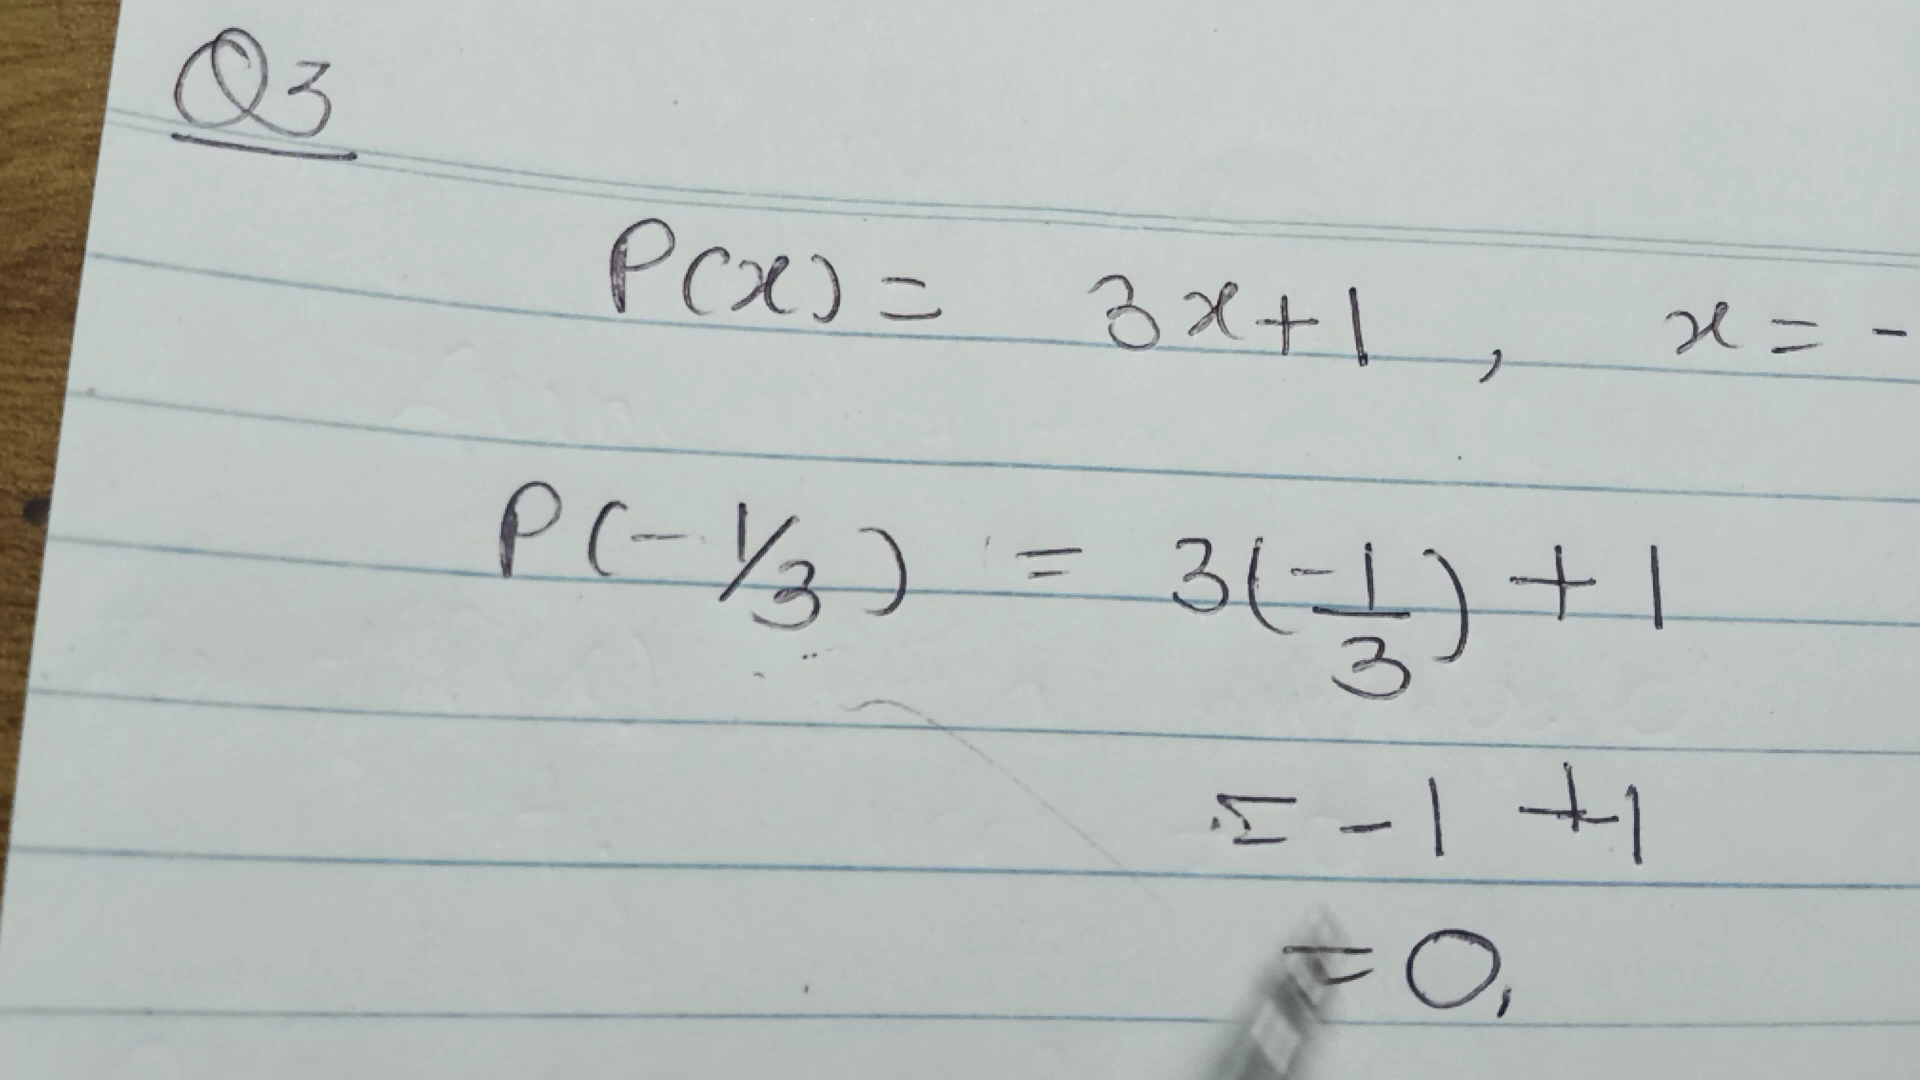 Q3
P(x) = 3x+1 , x = -
P(-1/3) = 3(-1/3) + 1
= -1 +1
= 0,